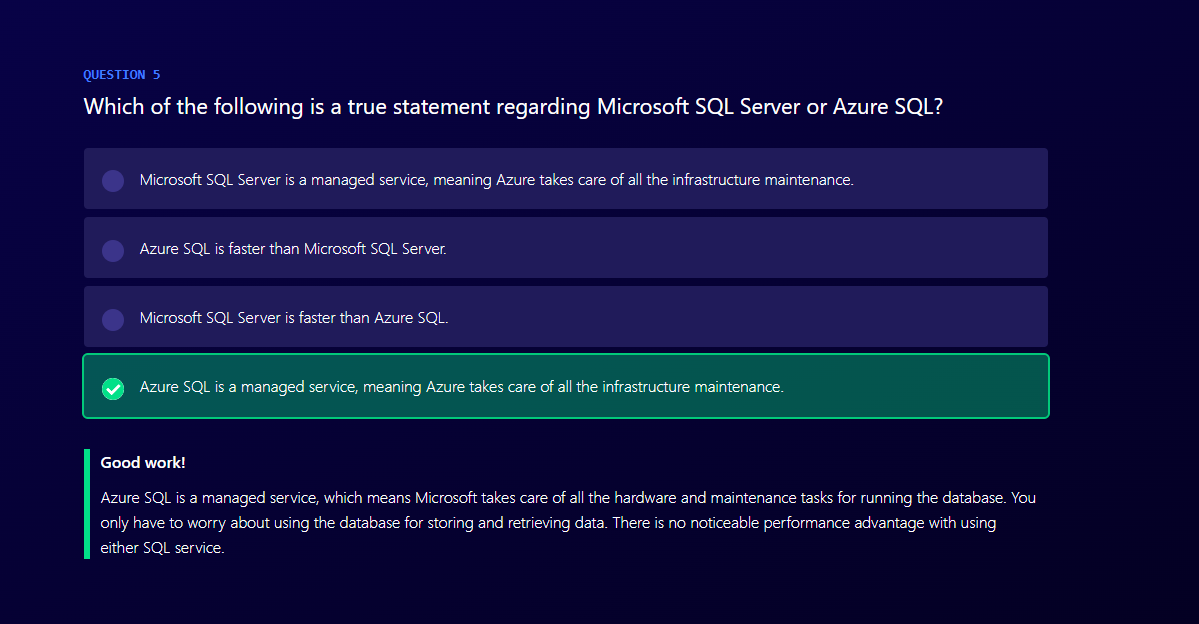 QUESTION 5
Which of the following is a true statement regarding Microsoft SQL Server or Azure SQL?
Microsoft SQL Server is a managed service, meaning Azure takes care of all the infrastructure maintenance.
Azure SQL is faster than Microsoft SQL Server.
Microsoft SQL Server is faster than Azure SQL.
Azure SQL is a managed service, meaning Azure takes care of all the infrastructure maintenance.
Good work!
Azure SQL is a managed service, which means Microsoft takes care of all the hardware and maintenance tasks for running the database. You
only have to worry about using the database for storing and retrieving data. There is no noticeable performance advantage with using
either SQL service.